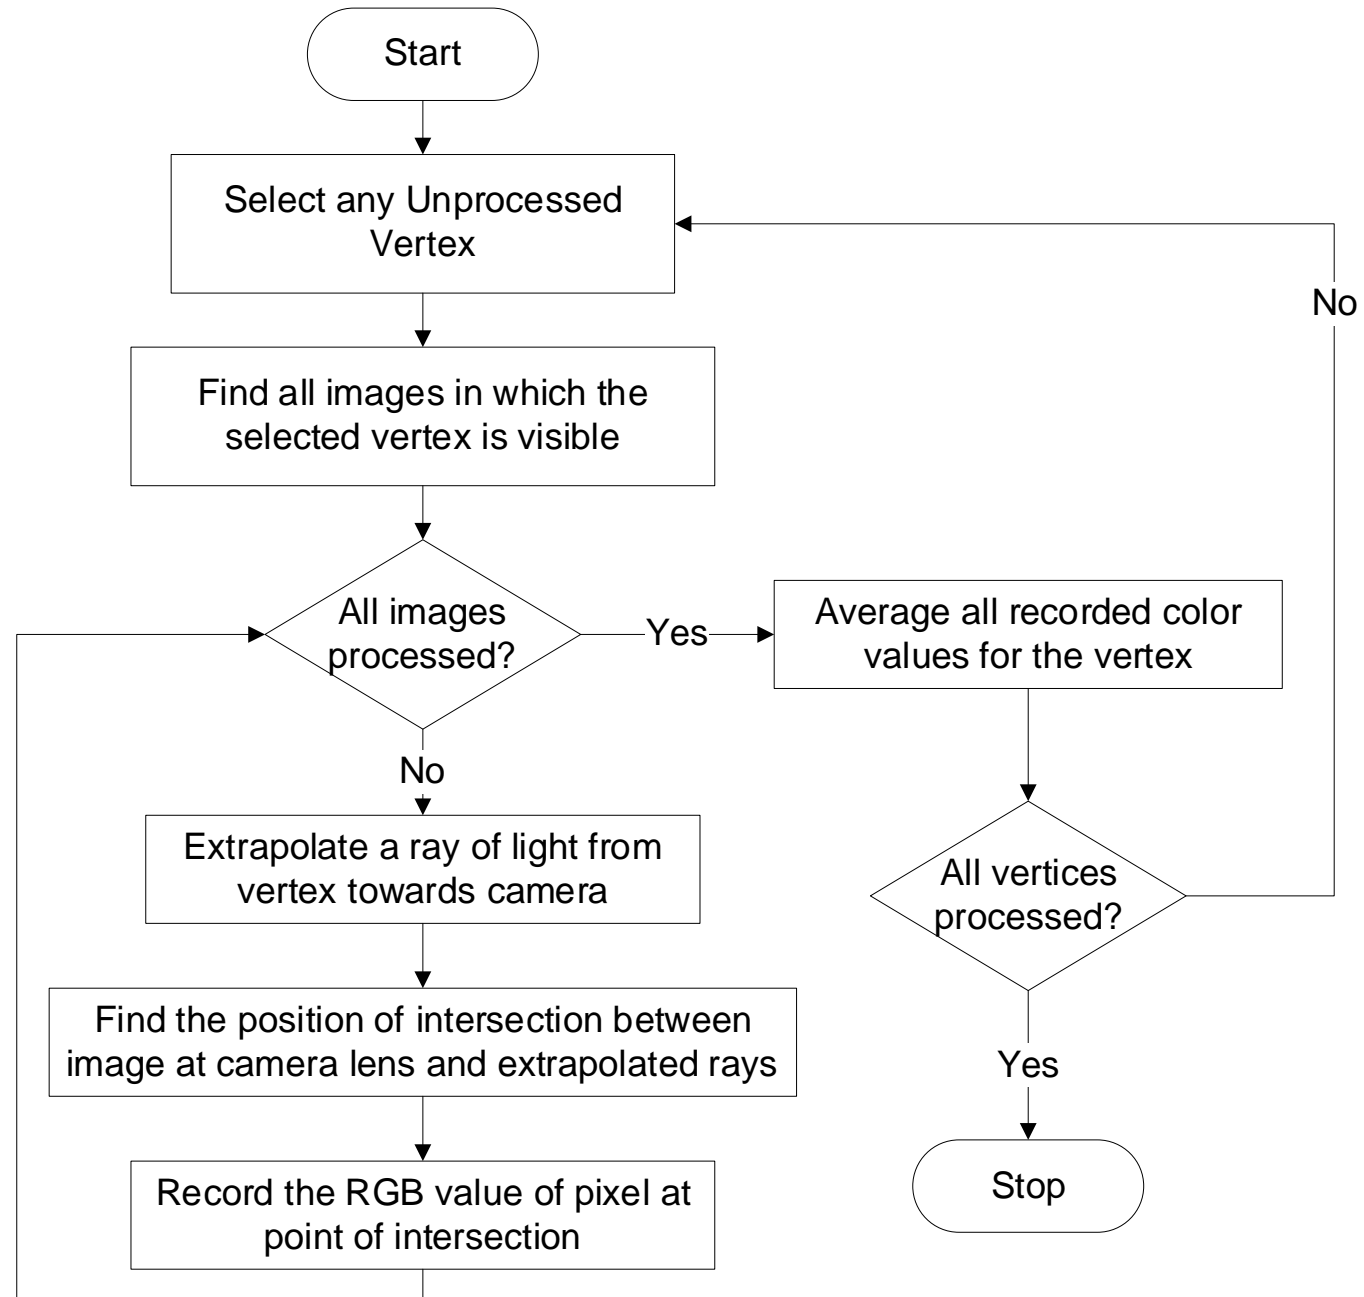 Start
Select any Unprocessed
Vertex
No
Find all images in which the
selected vertex is visible
All images
processed?
Yes
Average all recorded color
values for the vertex
No
Extrapolate a ray of light from
vertex towards camera
All vertices
processed?
Find the position of intersection between
image at camera lens and extrapolated rays
Yes
Record the RGB value of pixel at
point of intersection
Stop